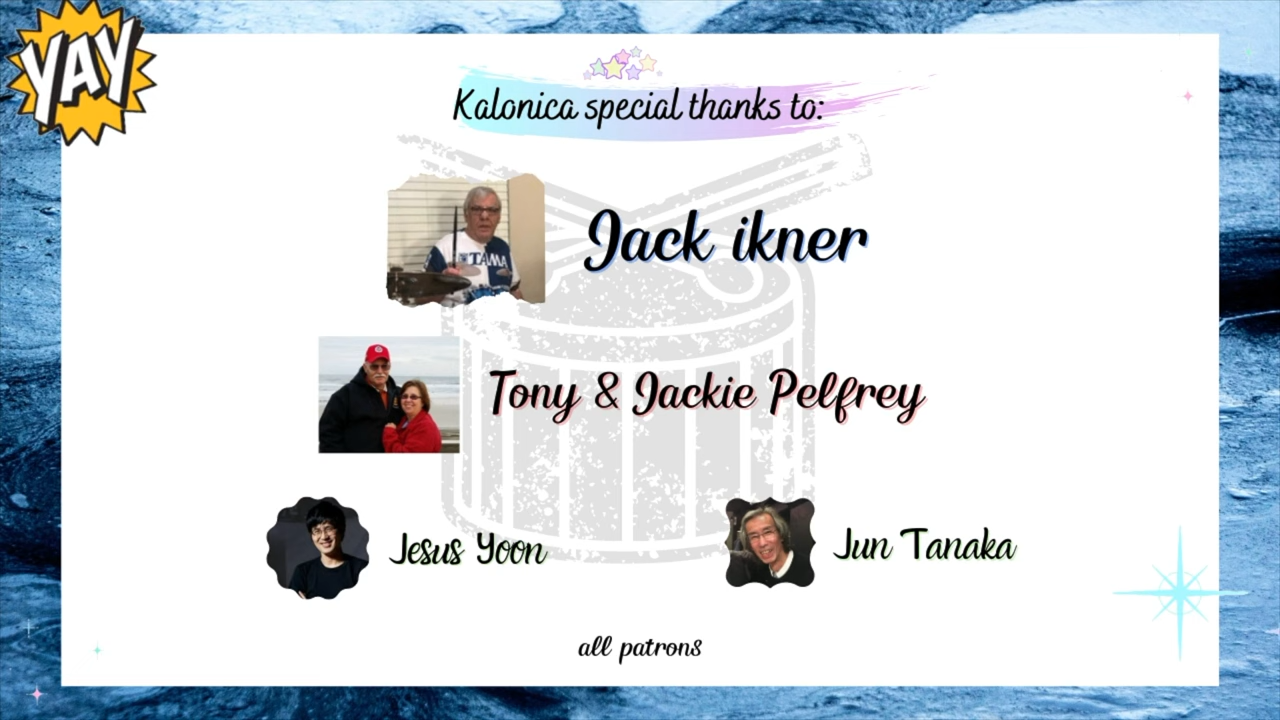 YAY
Kalonica special thanks to:
TAMA
Jack ikner
Tony & Jackie Pelfrey
Jesus Yoon
Jun Tanaka
all patrons